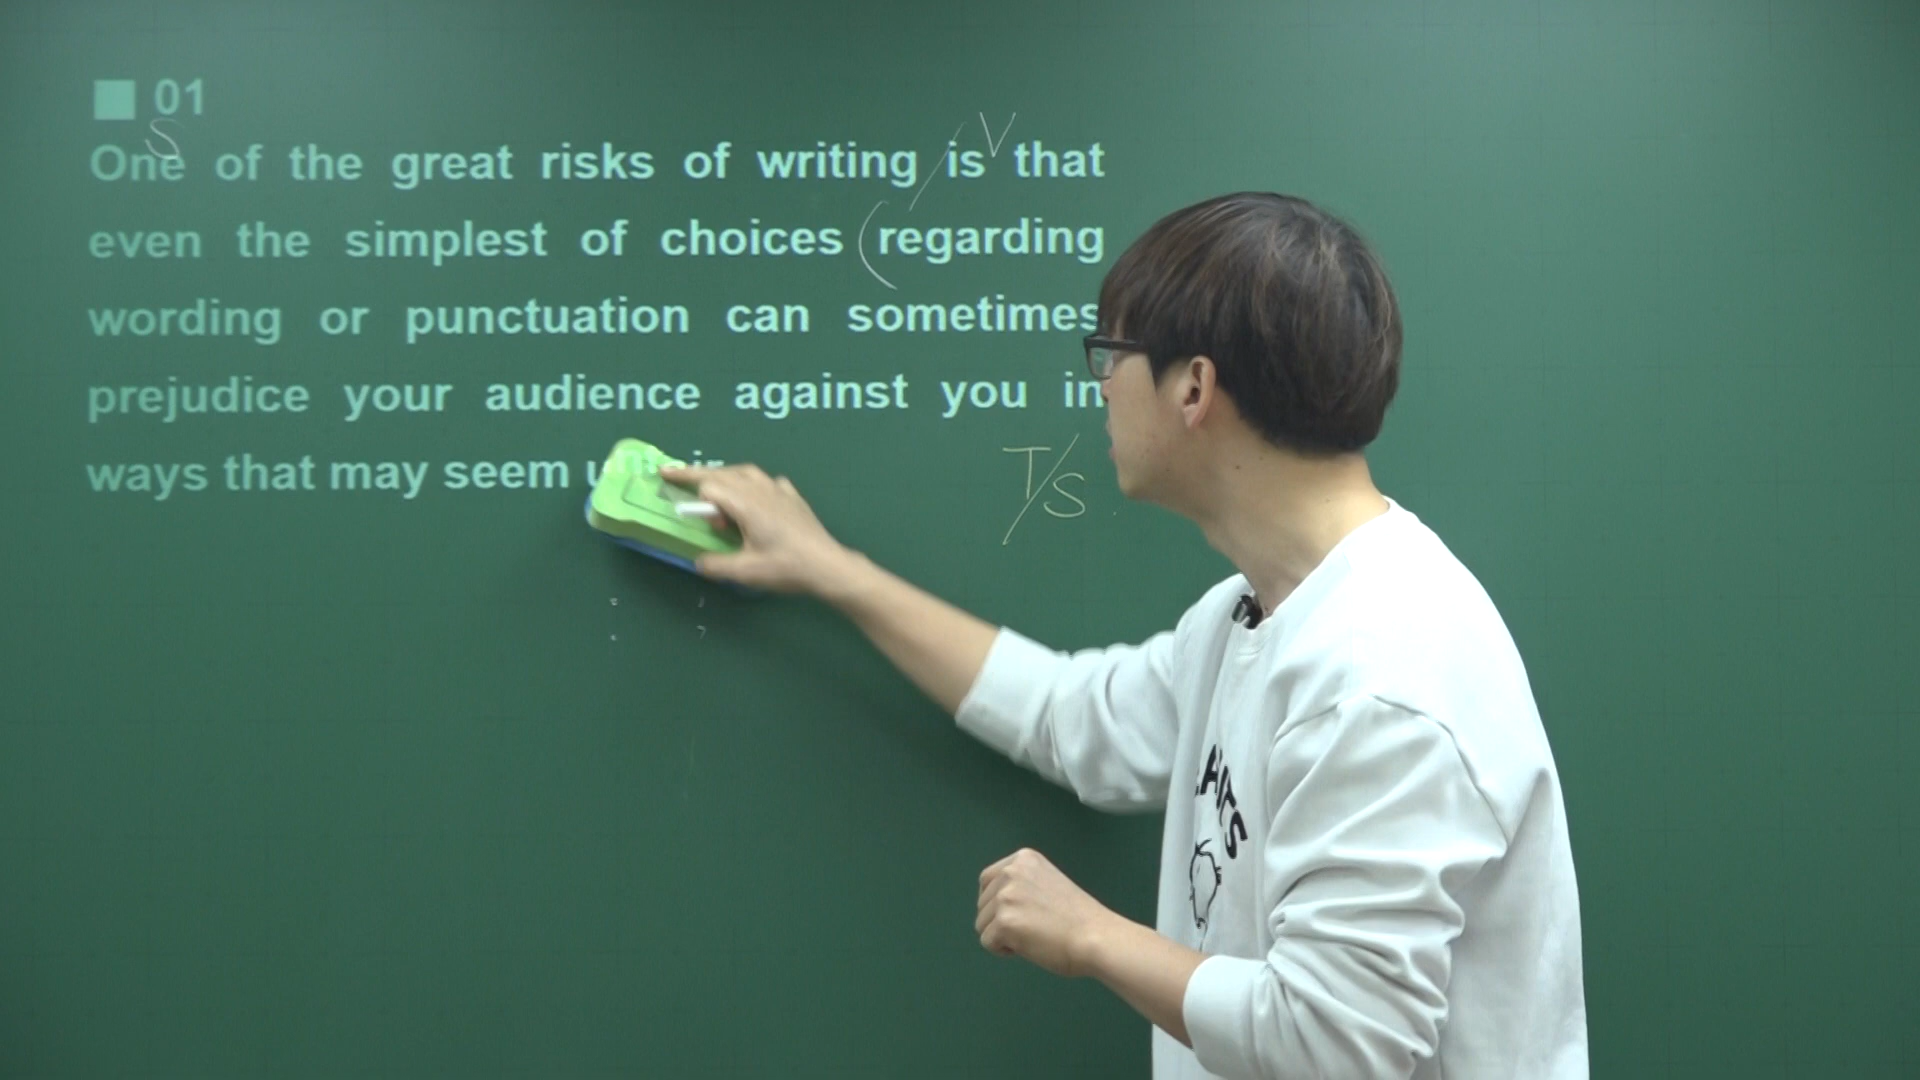 ■ 01
S V
One of the great risks of writing / is that
even the simplest of choices (regarding
wording or punctuation can sometimes
prejudice your audience against you in
ways that may seem
T/S.